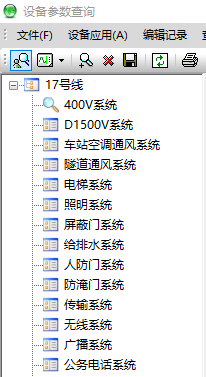 设备参数查询
文件(F) 设备应用(A) 编辑记录
17号线
400V系统
D1500V系统
车站空调通风系统
隧道通风系统
电梯系统
照明系统
屏蔽门系统
给排水系统
人防门系统
防淹门系统
传输系统
无线系统
广播系统
公务电话系统